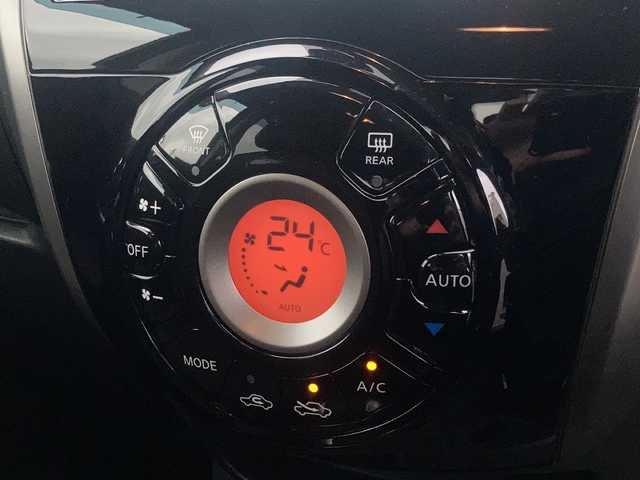 FRONT
REAR
+
OFF
-
24°C
AUTO
AUTO
MODE
A/C